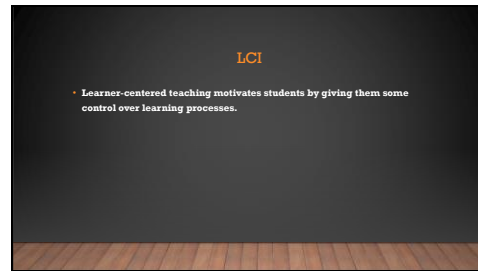 LCI
• Learner-centered teaching motivates students by giving them some
control over learning processes.